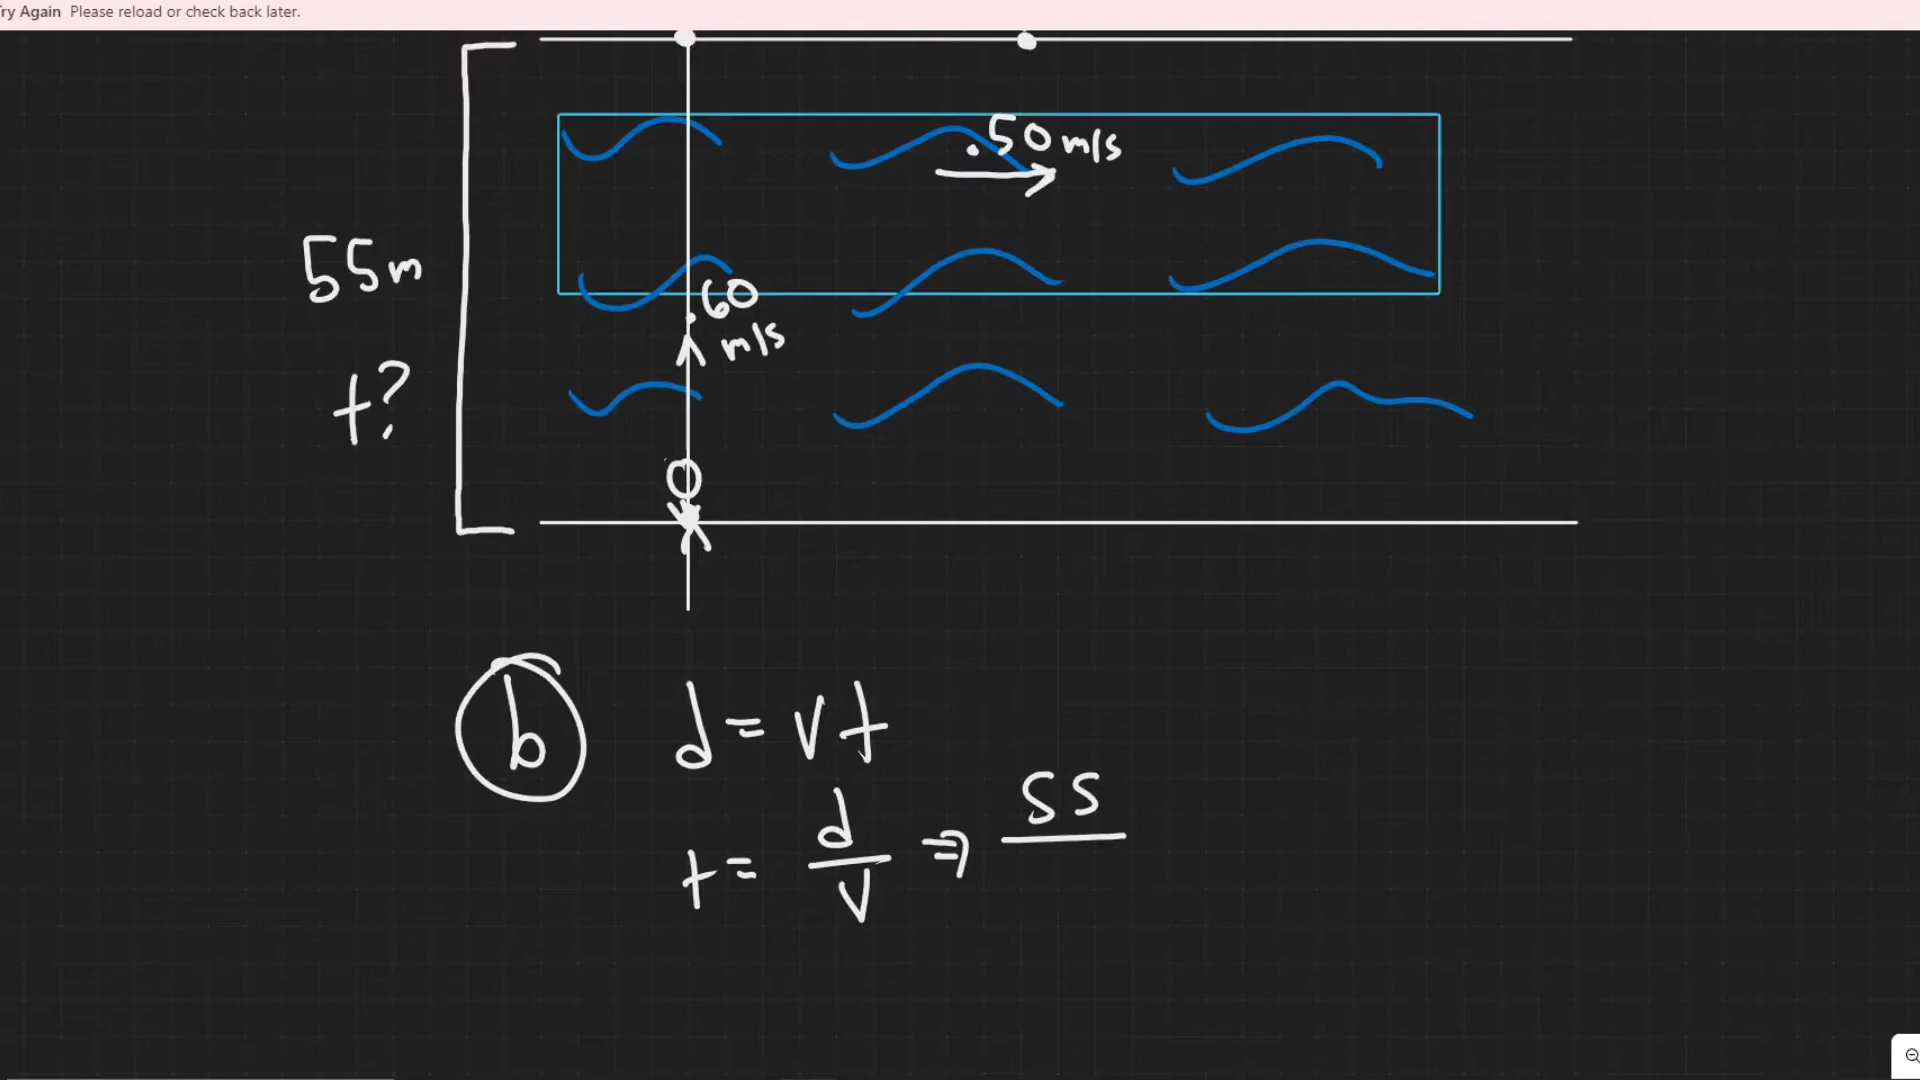 ry Again Please reload or check back later.
.50 m/s
55m
.60
m/s
t?
b d = vt
t = d/v ⇒ 55